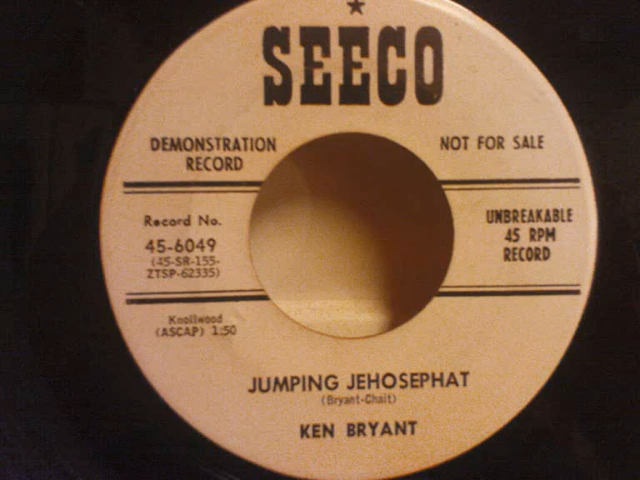 SEECO
DEMONSTRATION
RECORD
NOT FOR SALE
Record No.
45-6049
(45-SR-155-
ZTSP-62335)
UNBREAKABLE
45 RPM
RECORD
Knollwood
(ASCAP) 1:50
JUMPING JEHOSEPHAT
(Bryant-Chait)
KEN BRYANT